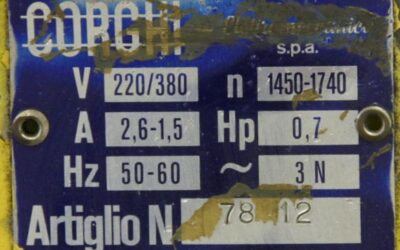 CORGHI
s.p.a.
V 220/380 n 1450-1740
A 2,6-1,5 Hp 0,7
Hz 50-60 ~ 3 N
Artiglio N 78 12